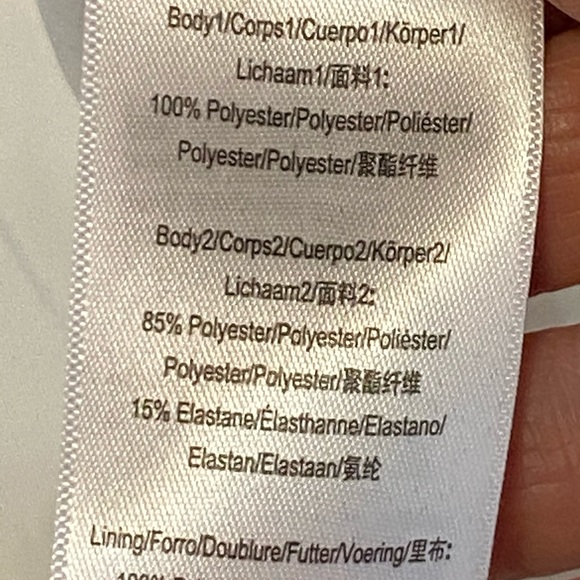 Body1/Corps1/Cuerpo1/Körper1/
Lichaam1/面料1:
100% Polyester/Polyester/Poliéster/
Polyester/Polyester/聚酯纤维
Body2/Corps2/Cuerpo2/Körper2/
Lichaam2/面料2:
85% Polyester/Polyester/Poliéster/
Polyester/Polyester/聚酯纤维
15% Elastane/Élasthanne/Elastano/
Elastan/Elastaan/氨纶
Lining/Forro/Doublure/Futter/Voering/里布:
100%